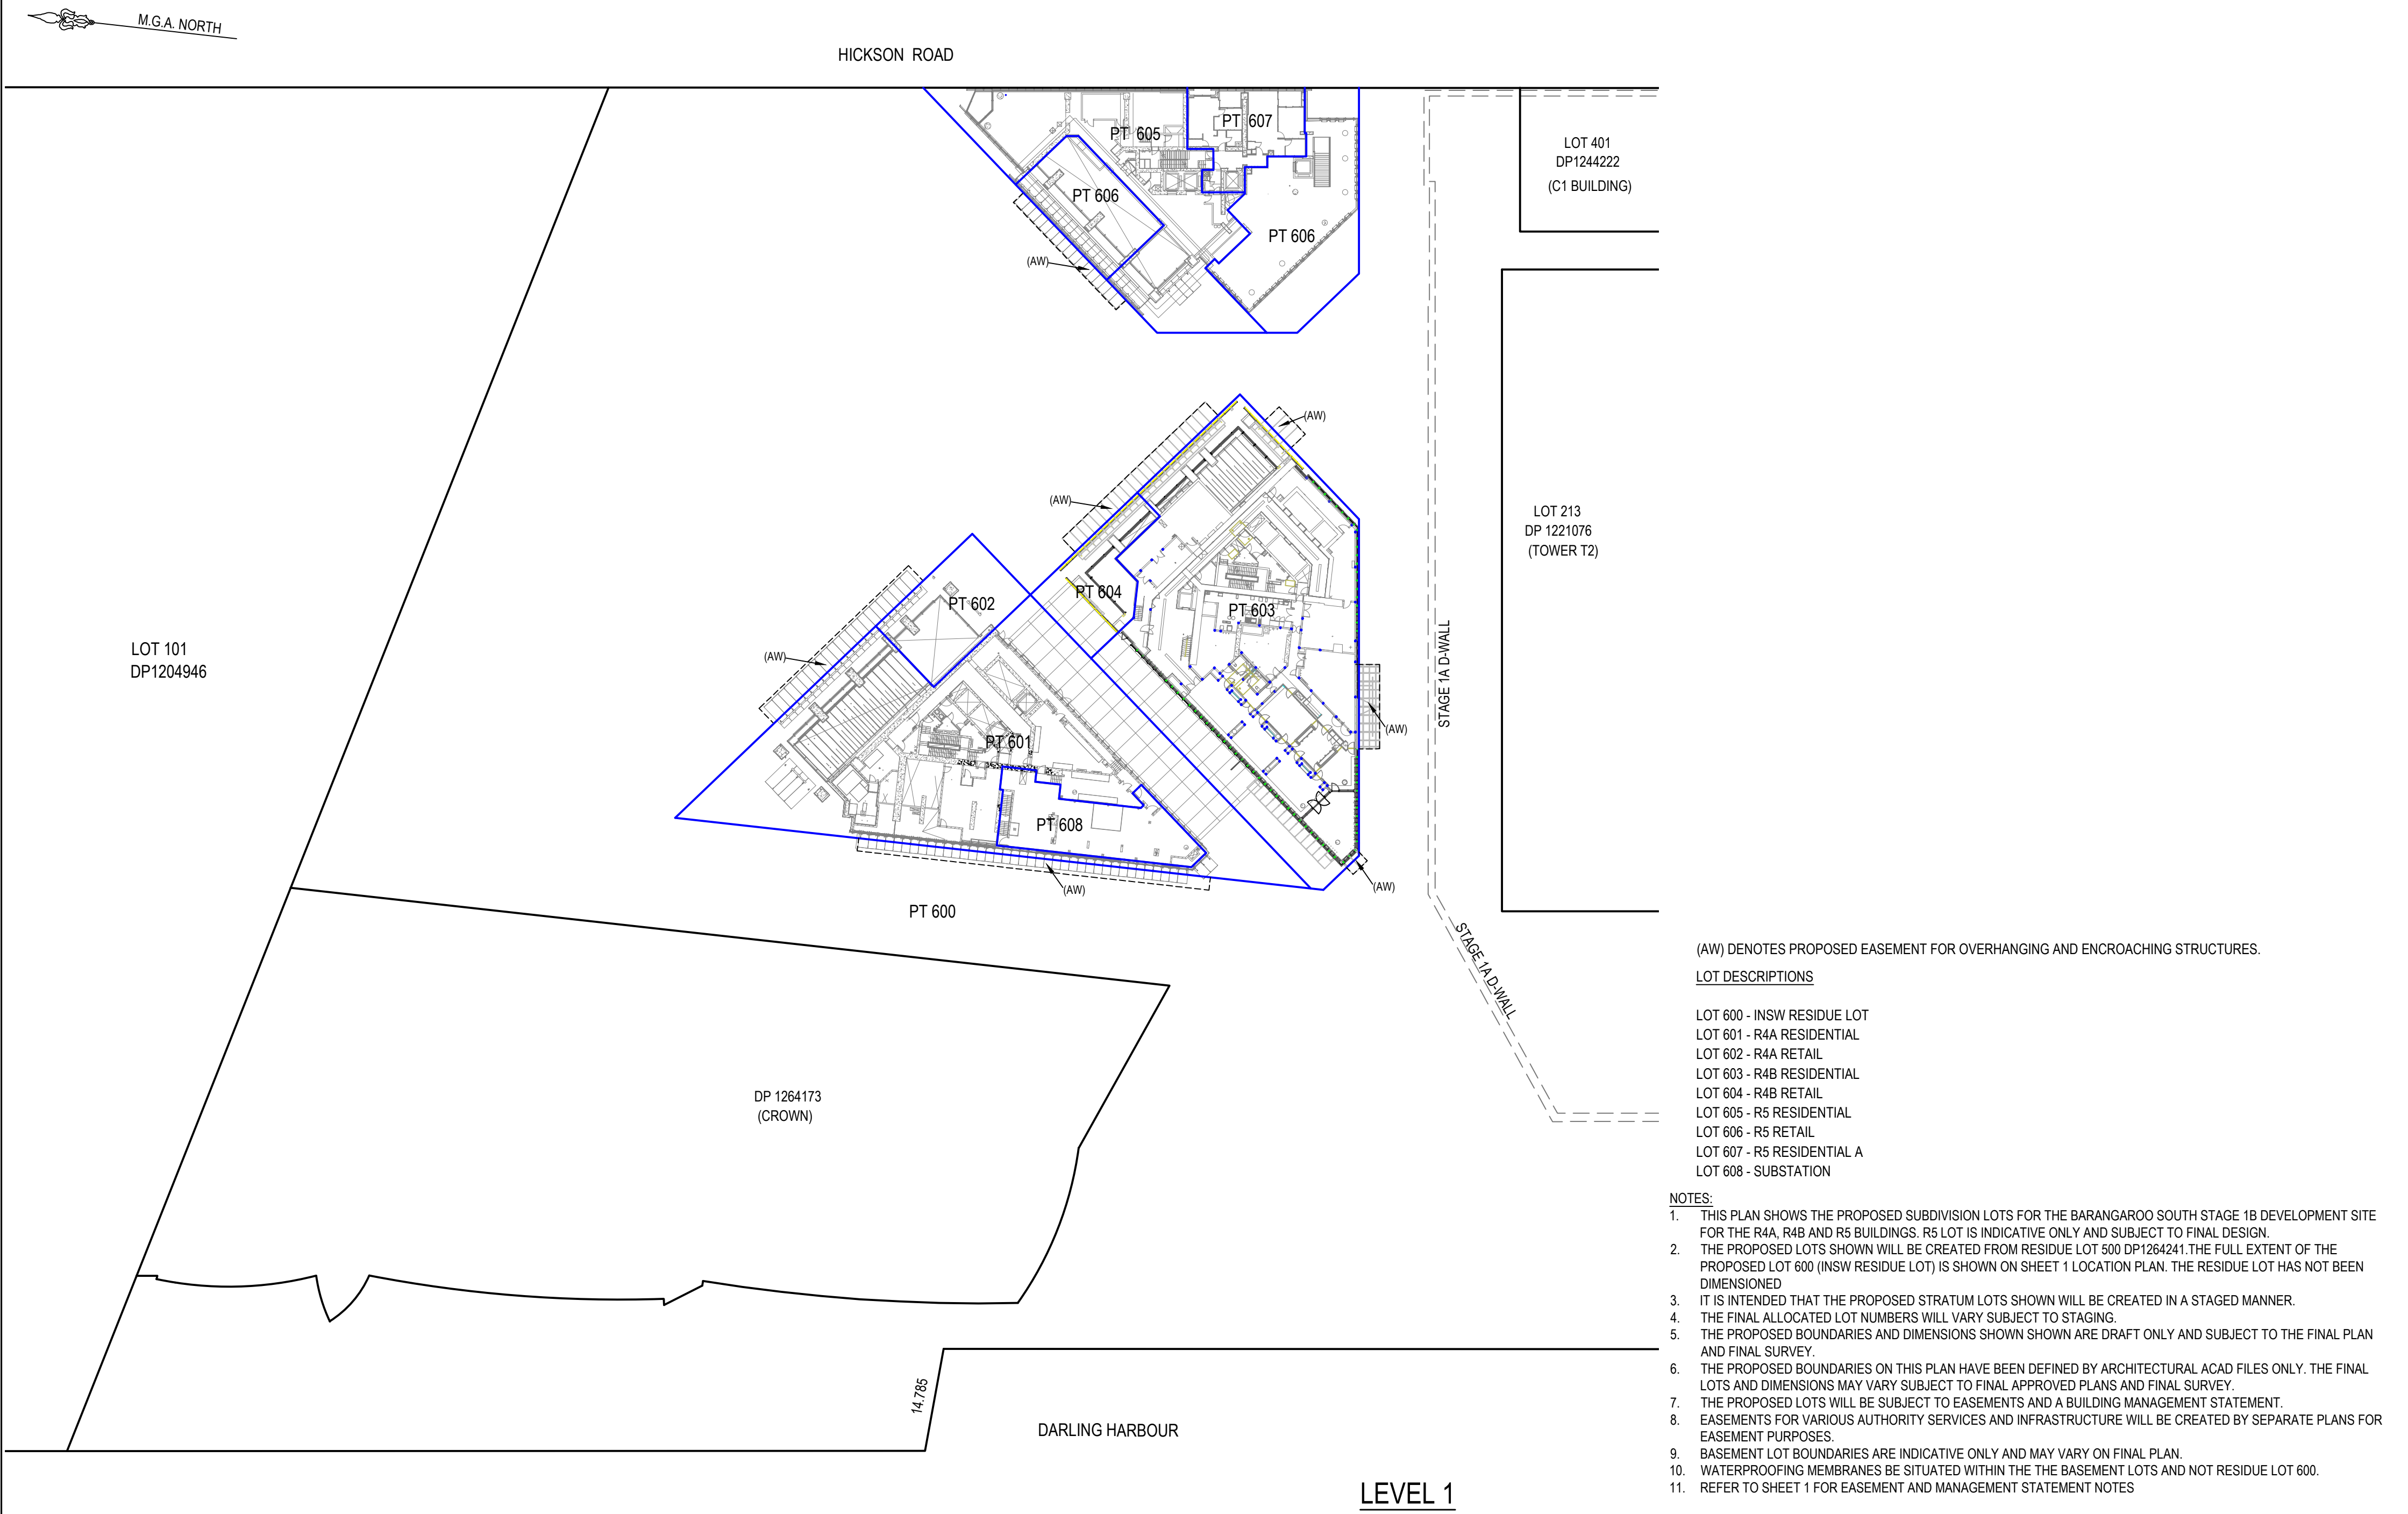 M.G.A. NORTH
HICKSON ROAD
PT 605
PT 607
PT 606
PT 606
(AW)
LOT 401
DP1244222
(C1 BUILDING)
(AW)
(AW)
PT 604
PT 603
PT 602
(AW)
LOT 101
DP1204946
LOT 213
DP 1221076
(TOWER T2)
STAGE 1A D-WALL
(AW)
PT 601
PT 608
(AW)
(AW)
PT 600
STAGE 1A D-WALL
DP 1264173
(CROWN)
14.785
DARLING HARBOUR
LEVEL 1
(AW) DENOTES PROPOSED EASEMENT FOR OVERHANGING AND ENCROACHING STRUCTURES.
LOT DESCRIPTIONS
LOT 600 - INSW RESIDUE LOT
LOT 601 - R4A RESIDENTIAL
LOT 602 - R4A RETAIL
LOT 603 - R4B RESIDENTIAL
LOT 604 - R4B RETAIL
LOT 605 - R5 RESIDENTIAL
LOT 606 - R5 RETAIL
LOT 607 - R5 RESIDENTIAL A
LOT 608 - SUBSTATION
NOTES:
1. THIS PLAN SHOWS THE PROPOSED SUBDIVISION LOTS FOR THE BARANGAROO SOUTH STAGE 1B DEVELOPMENT SITE
FOR THE R4A, R4B AND R5 BUILDINGS. R5 LOT IS INDICATIVE ONLY AND SUBJECT TO FINAL DESIGN.
2. THE PROPOSED LOTS SHOWN WILL BE CREATED FROM RESIDUE LOT 500 DP1264241.THE FULL EXTENT OF THE
PROPOSED LOT 600 (INSW RESIDUE LOT) IS SHOWN ON SHEET 1 LOCATION PLAN. THE RESIDUE LOT HAS NOT BEEN
DIMENSIONED
3. IT IS INTENDED THAT THE PROPOSED STRATUM LOTS SHOWN WILL BE CREATED IN A STAGED MANNER.
4. THE FINAL ALLOCATED LOT NUMBERS WILL VARY SUBJECT TO STAGING.
5. THE PROPOSED BOUNDARIES AND DIMENSIONS SHOWN SHOWN ARE DRAFT ONLY AND SUBJECT TO THE FINAL PLAN
AND FINAL SURVEY.
6. THE PROPOSED BOUNDARIES ON THIS PLAN HAVE BEEN DEFINED BY ARCHITECTURAL ACAD FILES ONLY. THE FINAL
LOTS AND DIMENSIONS MAY VARY SUBJECT TO FINAL APPROVED PLANS AND FINAL SURVEY.
7. THE PROPOSED LOTS WILL BE SUBJECT TO EASEMENTS AND A BUILDING MANAGEMENT STATEMENT.
8. EASEMENTS FOR VARIOUS AUTHORITY SERVICES AND INFRASTRUCTURE WILL BE CREATED BY SEPARATE PLANS FOR
EASEMENT PURPOSES.
9. BASEMENT LOT BOUNDARIES ARE INDICATIVE ONLY AND MAY VARY ON FINAL PLAN.
10. WATERPROOFING MEMBRANES BE SITUATED WITHIN THE THE BASEMENT LOTS AND NOT RESIDUE LOT 600.
11. REFER TO SHEET 1 FOR EASEMENT AND MANAGEMENT STATEMENT NOTES